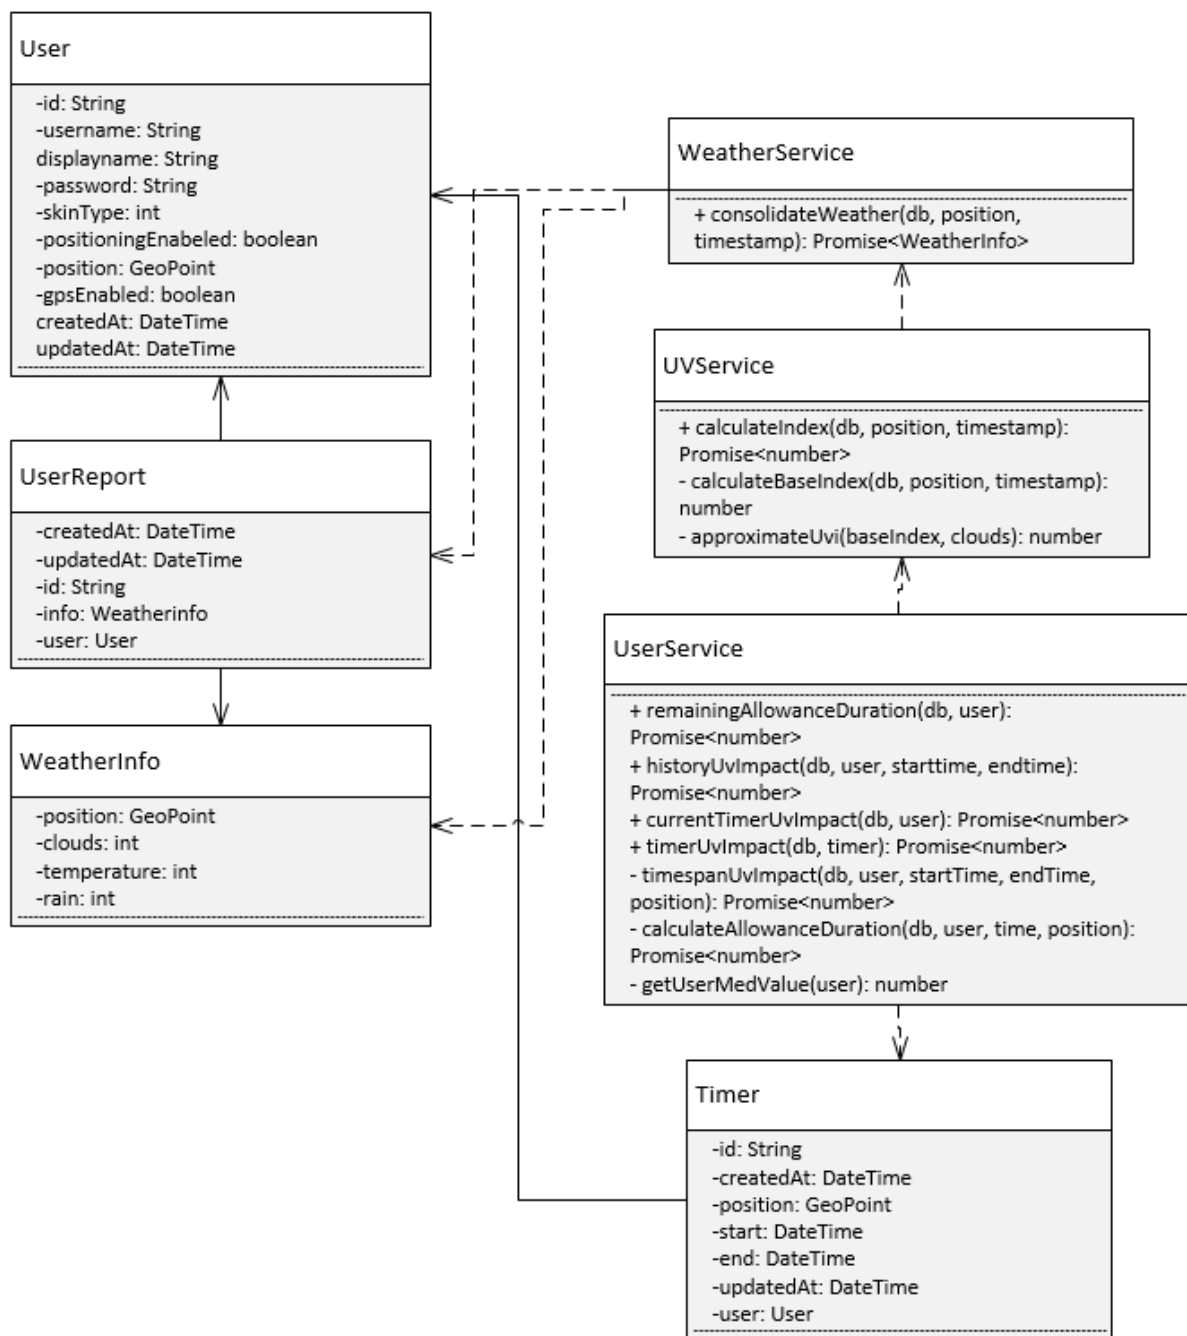 User
-id: String
-username: String
displayname: String
-password: String
-skinType: int
-positioningEnabeled: boolean
-position: GeoPoint
-gpsEnabled: boolean
createdAt: DateTime
updatedAt: DateTime
UserReport
-createdAt: DateTime
-updatedAt: DateTime
-id: String
-info: Weatherinfo
-user: User
WeatherInfo
-position: GeoPoint
-clouds: int
-temperature: int
-rain: int
WeatherService
+ consolidateWeather(db, position,
timestamp): Promise<WeatherInfo>
UVService
+ calculateIndex(db, position, timestamp):
Promise<number>
- calculateBaseIndex(db, position, timestamp):
number
- approximateUvi(baseIndex, clouds): number
UserService
+ remainingAllowanceDuration(db, user):
Promise<number>
+ historyUvImpact(db, user, starttime, endtime):
Promise<number>
+ currentTimerUvImpact(db, user): Promise<number>
+ timerUvImpact(db, timer): Promise<number>
- timespanUvImpact(db, user, startTime, endTime,
position): Promise<number>
- calculateAllowanceDuration(db, user, time, position):
Promise<number>
- getUserMedValue(user): number
Timer
-id: String
-createdAt: DateTime
-position: GeoPoint
-start: DateTime
-end: DateTime
-updatedAt: DateTime
-user: User